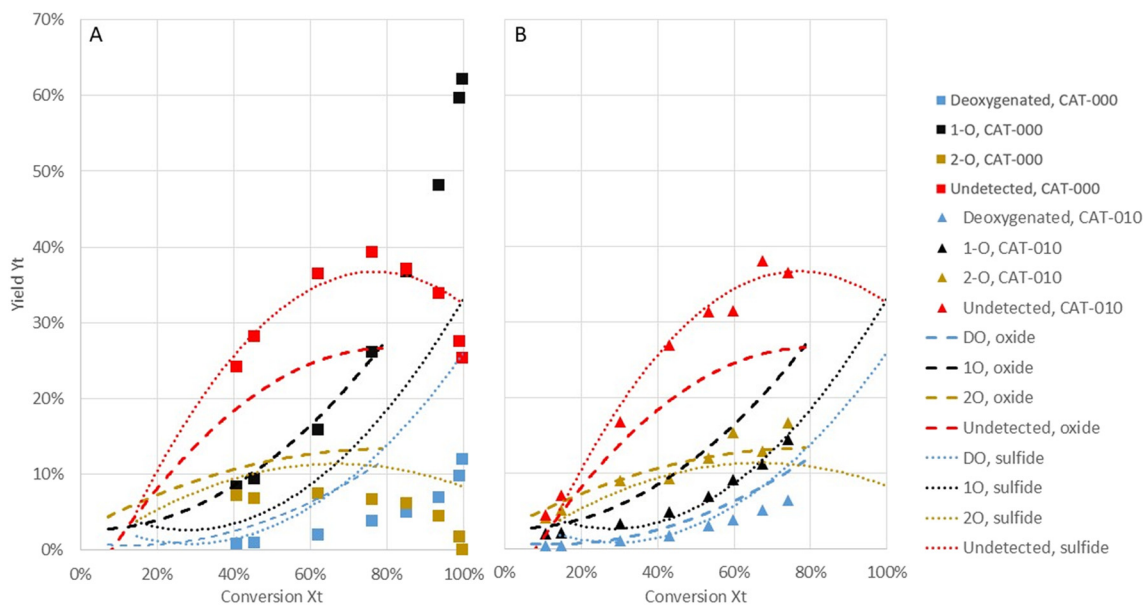 A
B
70%
60%
50%
40%
30%
20%
10%
0%
Yield Yt
0% 20% 40% 60% 80% 100%
Conversion Xt
0% 20% 40% 60% 80% 100%
Conversion Xt
Deoxygenated, CAT-000
1-O, CAT-000
2-O, CAT-000
Undetected, CAT-000
Deoxygenated, CAT-010
1-O, CAT-010
2-O, CAT-010
Undetected, CAT-010
DO, oxide
1O, oxide
2O, oxide
Undetected, oxide
DO, sulfide
1O, sulfide
2O, sulfide
Undetected, sulfide